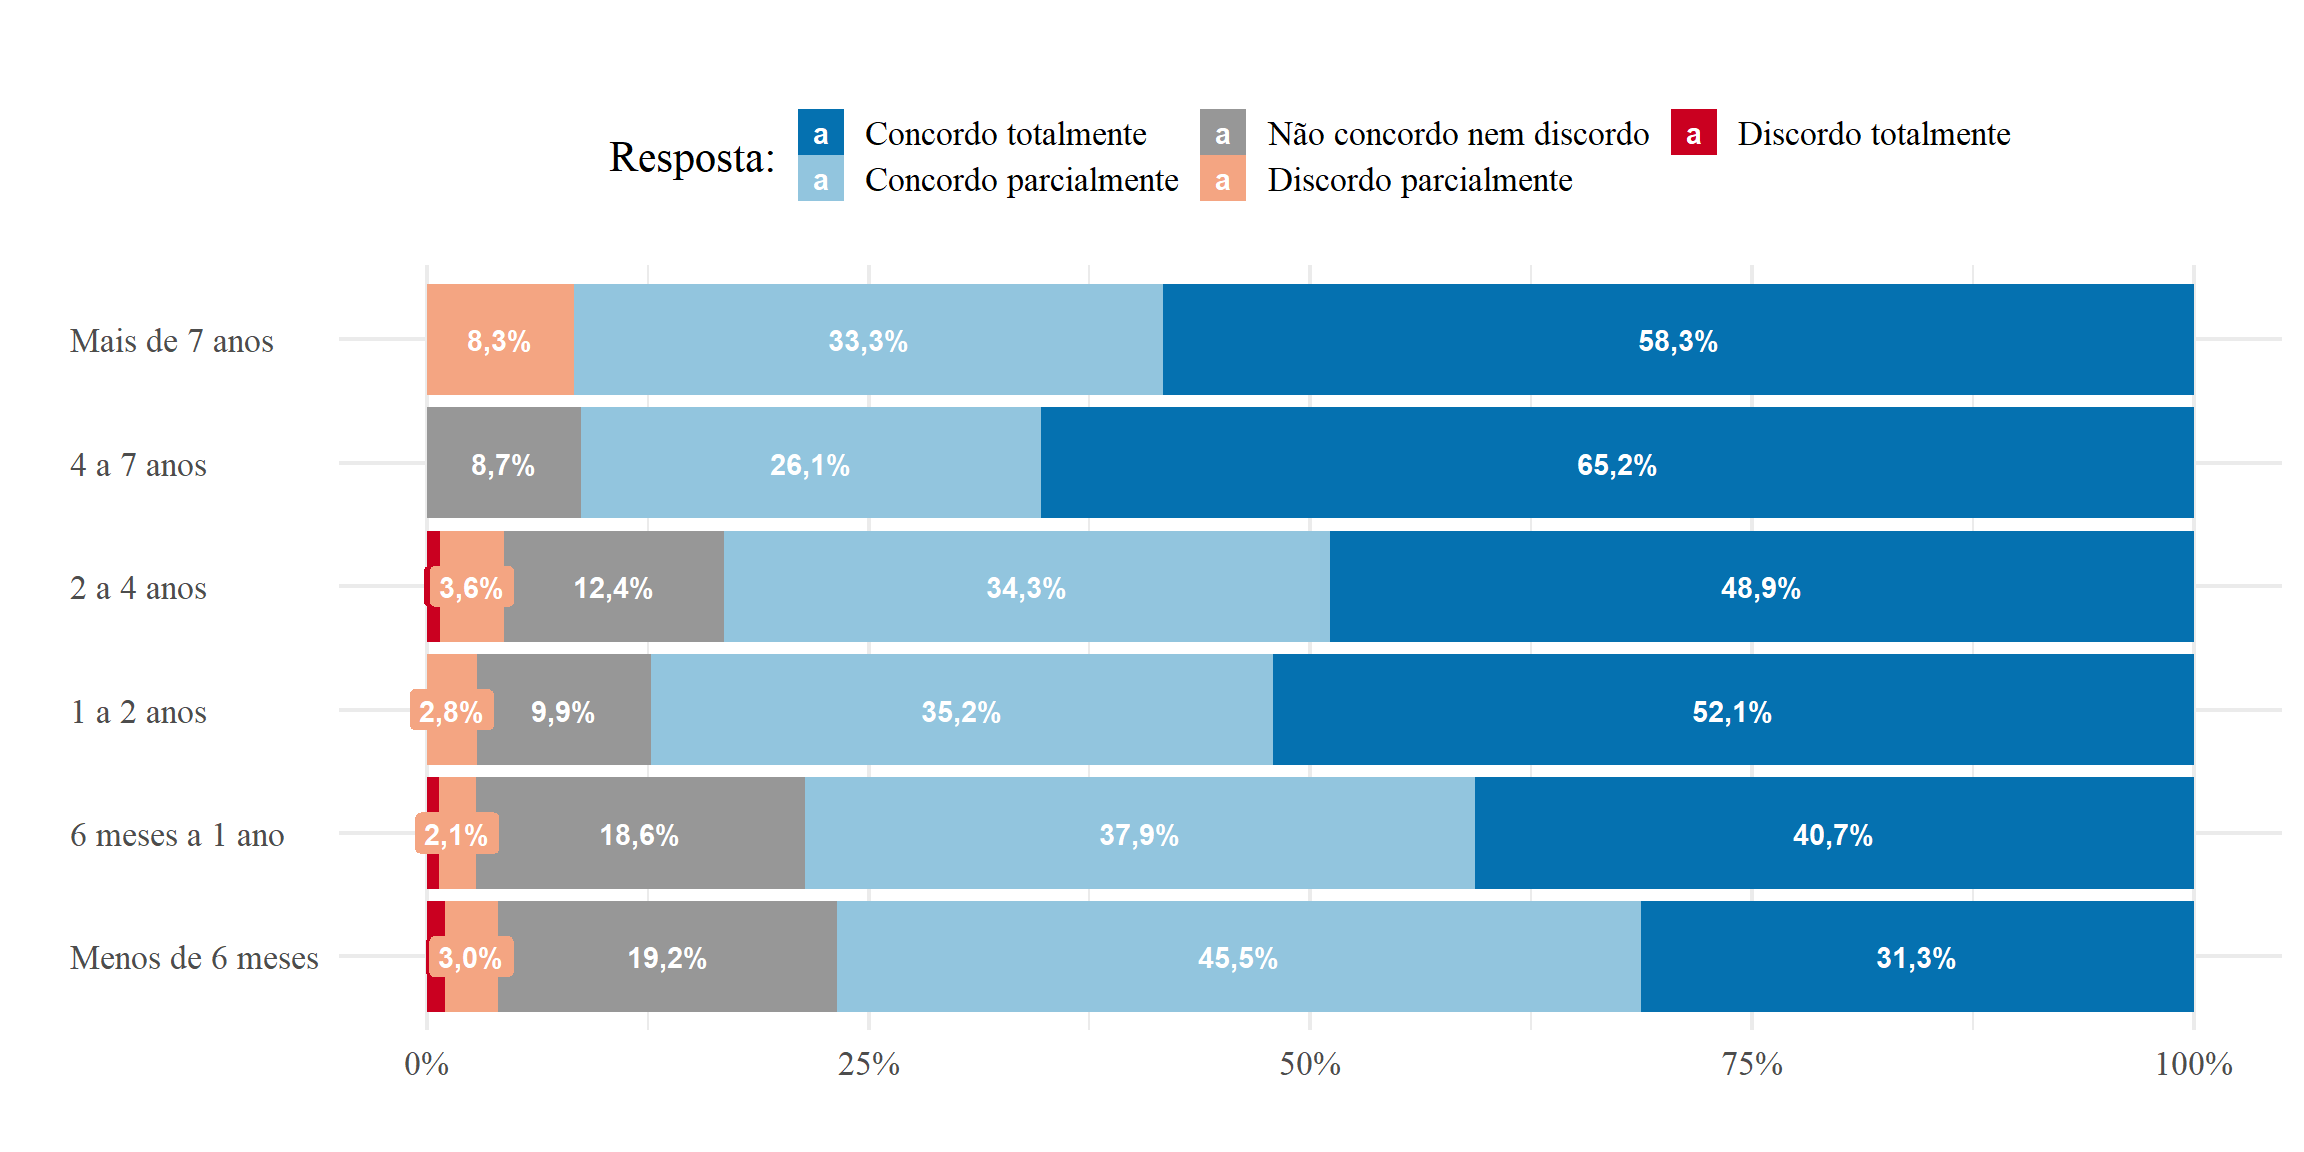 Resposta:
a Concordo totalmente a Não concordo nem discordo a Discordo totalmente
a Concordo parcialmente a Discordo parcialmente
Mais de 7 anos 8,3% 33,3% 58,3%
4 a 7 anos 8,7% 26,1% 65,2%
2 a 4 anos 3,6% 12,4% 34,3% 48,9%
1 a 2 anos 2,8% 9,9% 35,2% 52,1%
6 meses a 1 ano 2,1% 18,6% 37,9% 40,7%
Menos de 6 meses 3,0% 19,2% 45,5% 31,3%
0% 25% 50% 75% 100%